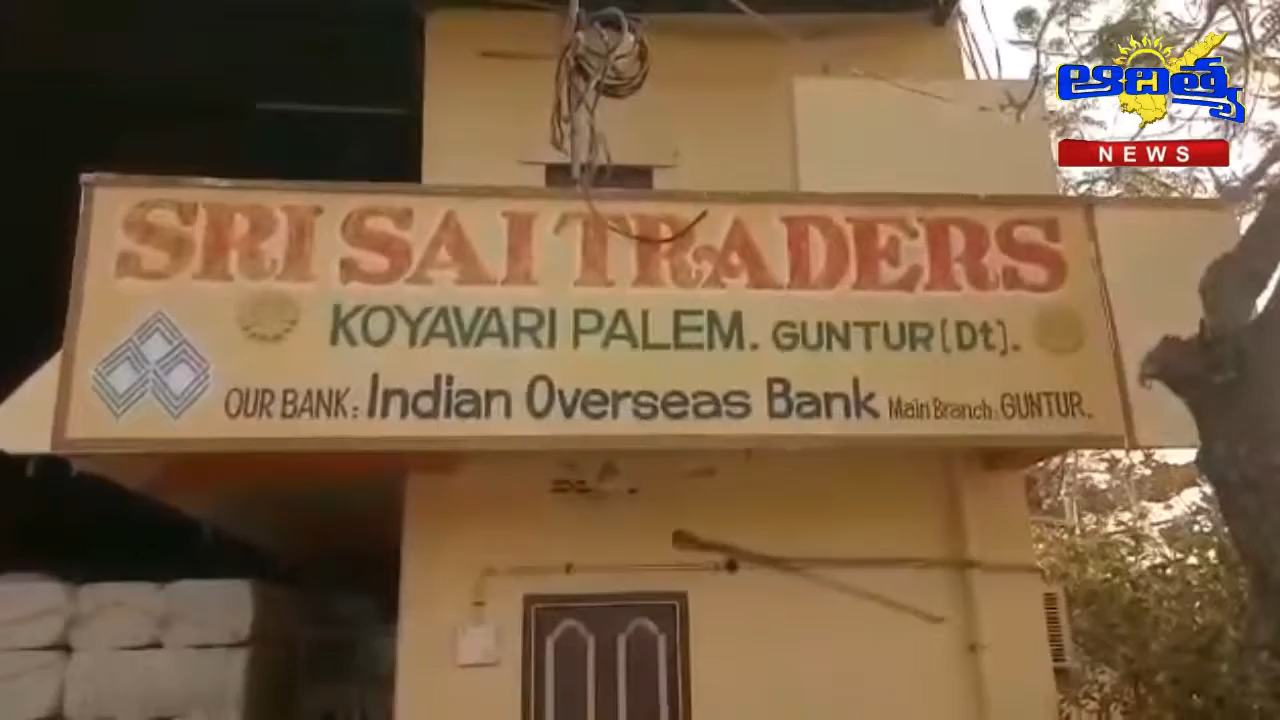 ఆదిత్య
NEWS
SRI SAI TRADERS
KOYAVARI PALEM. GUNTUR [Dt].
OUR BANK: Indian Overseas Bank Main Branch: GUNTUR.